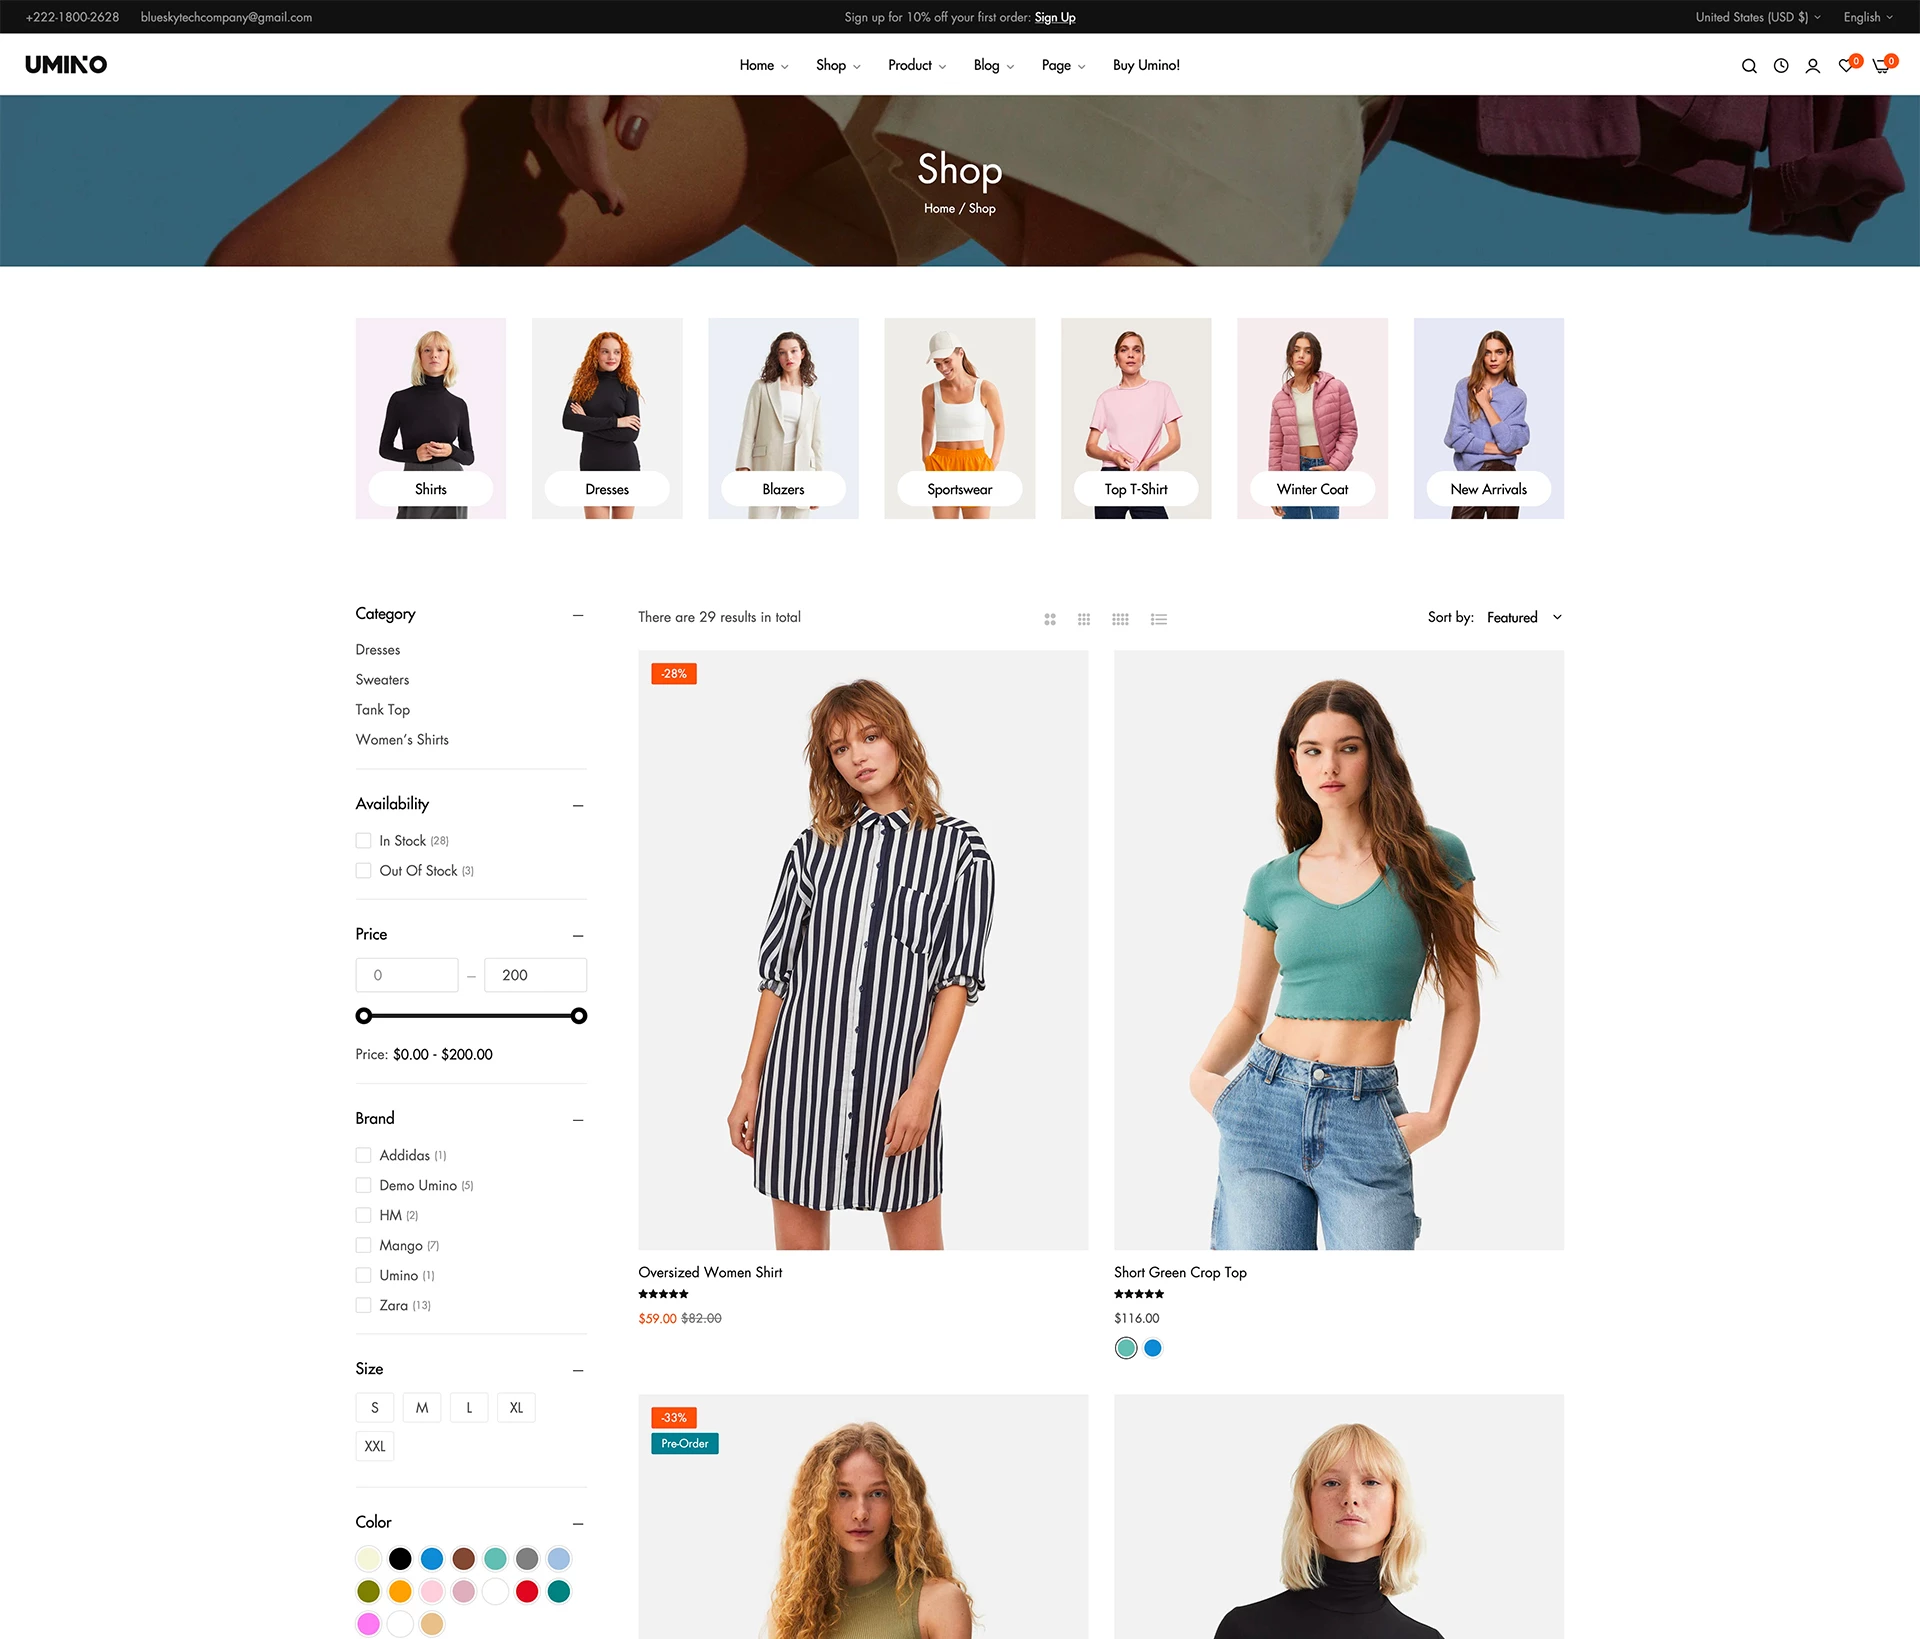 +222-1800-2628 blueskytechcompany@gmail.com Sign up for 10% off your first order: Sign Up United States (USD $) English
UMINO Home Shop Product Blog Page Buy Umino! 0 0
Shop
Home / Shop
Shirts Dresses Blazers Sportswear Top T-Shirt Winter Coat New Arrivals
Category
Dresses
Sweaters
Tank Top
Women's Shirts
Availability
In Stock (28)
Out Of Stock (3)
Price
0 – 200
Price: $0.00 - $200.00
Brand
Addidas (1)
Demo Umino (5)
HM (2)
Mango (7)
Umino (1)
Zara (13)
Size
S M L XL
XXL
Color
There are 29 results in total Sort by: Featured
-28%
Oversized Women Shirt
$59.00 $82.00
Short Green Crop Top
$116.00
-33%
Pre-Order